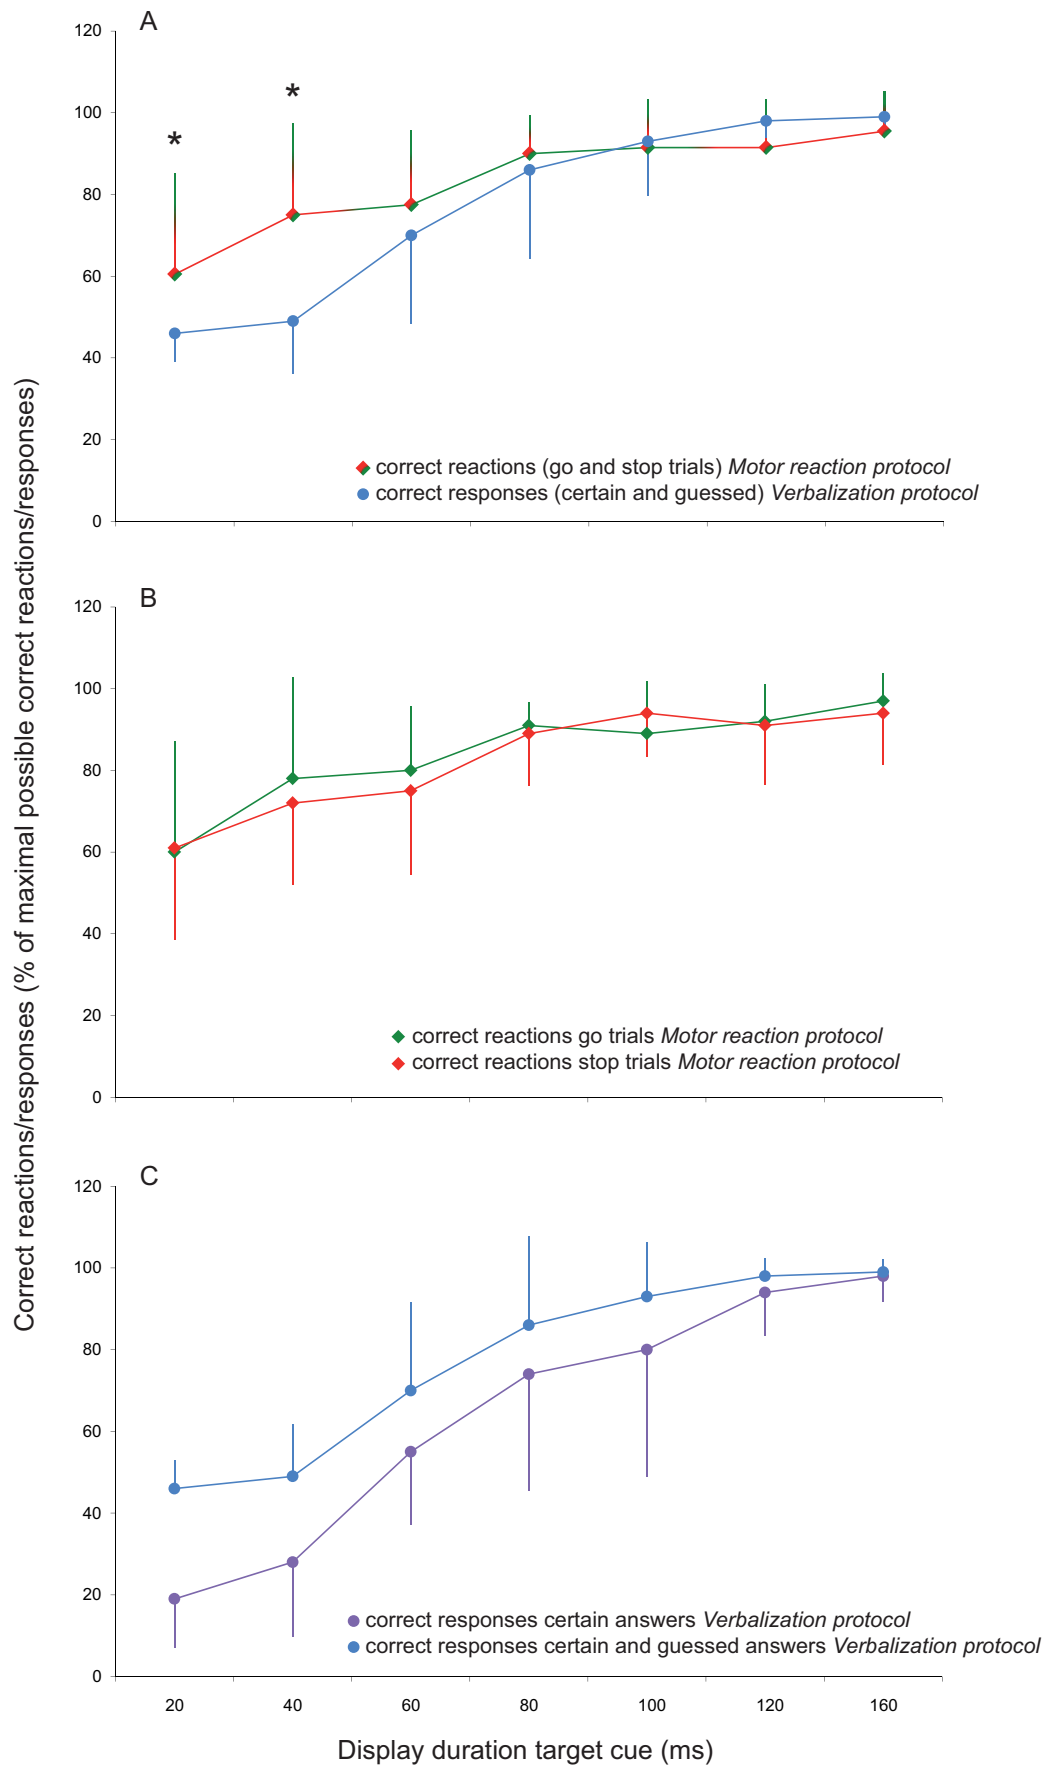 Correct reactions/responses (% of maximal possible correct reactions/responses)
A
120
100
80
60
40
20
0
*
*
correct reactions (go and stop trials) Motor reaction protocol
correct responses (certain and guessed) Verbalization protocol
B
120
100
80
60
40
20
0
correct reactions go trials Motor reaction protocol
correct reactions stop trials Motor reaction protocol
C
120
100
80
60
40
20
0
correct responses certain answers Verbalization protocol
correct responses certain and guessed answers Verbalization protocol
20 40 60 80 100 120 160
Display duration target cue (ms)